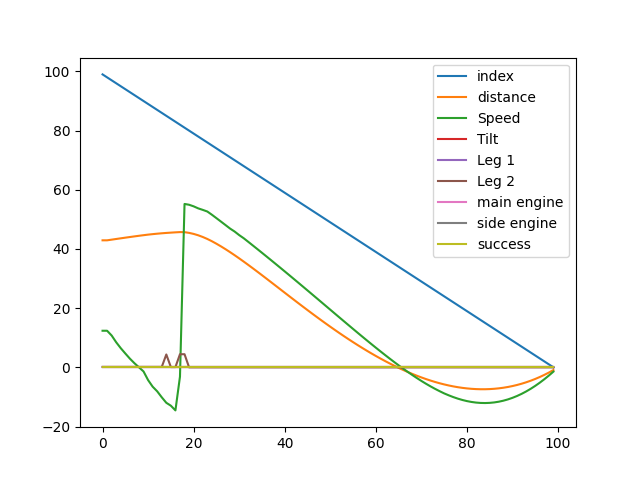 100
80
60
40
20
0
−20
0 20 40 60 80 100
index
distance
Speed
Tilt
Leg 1
Leg 2
main engine
side engine
success